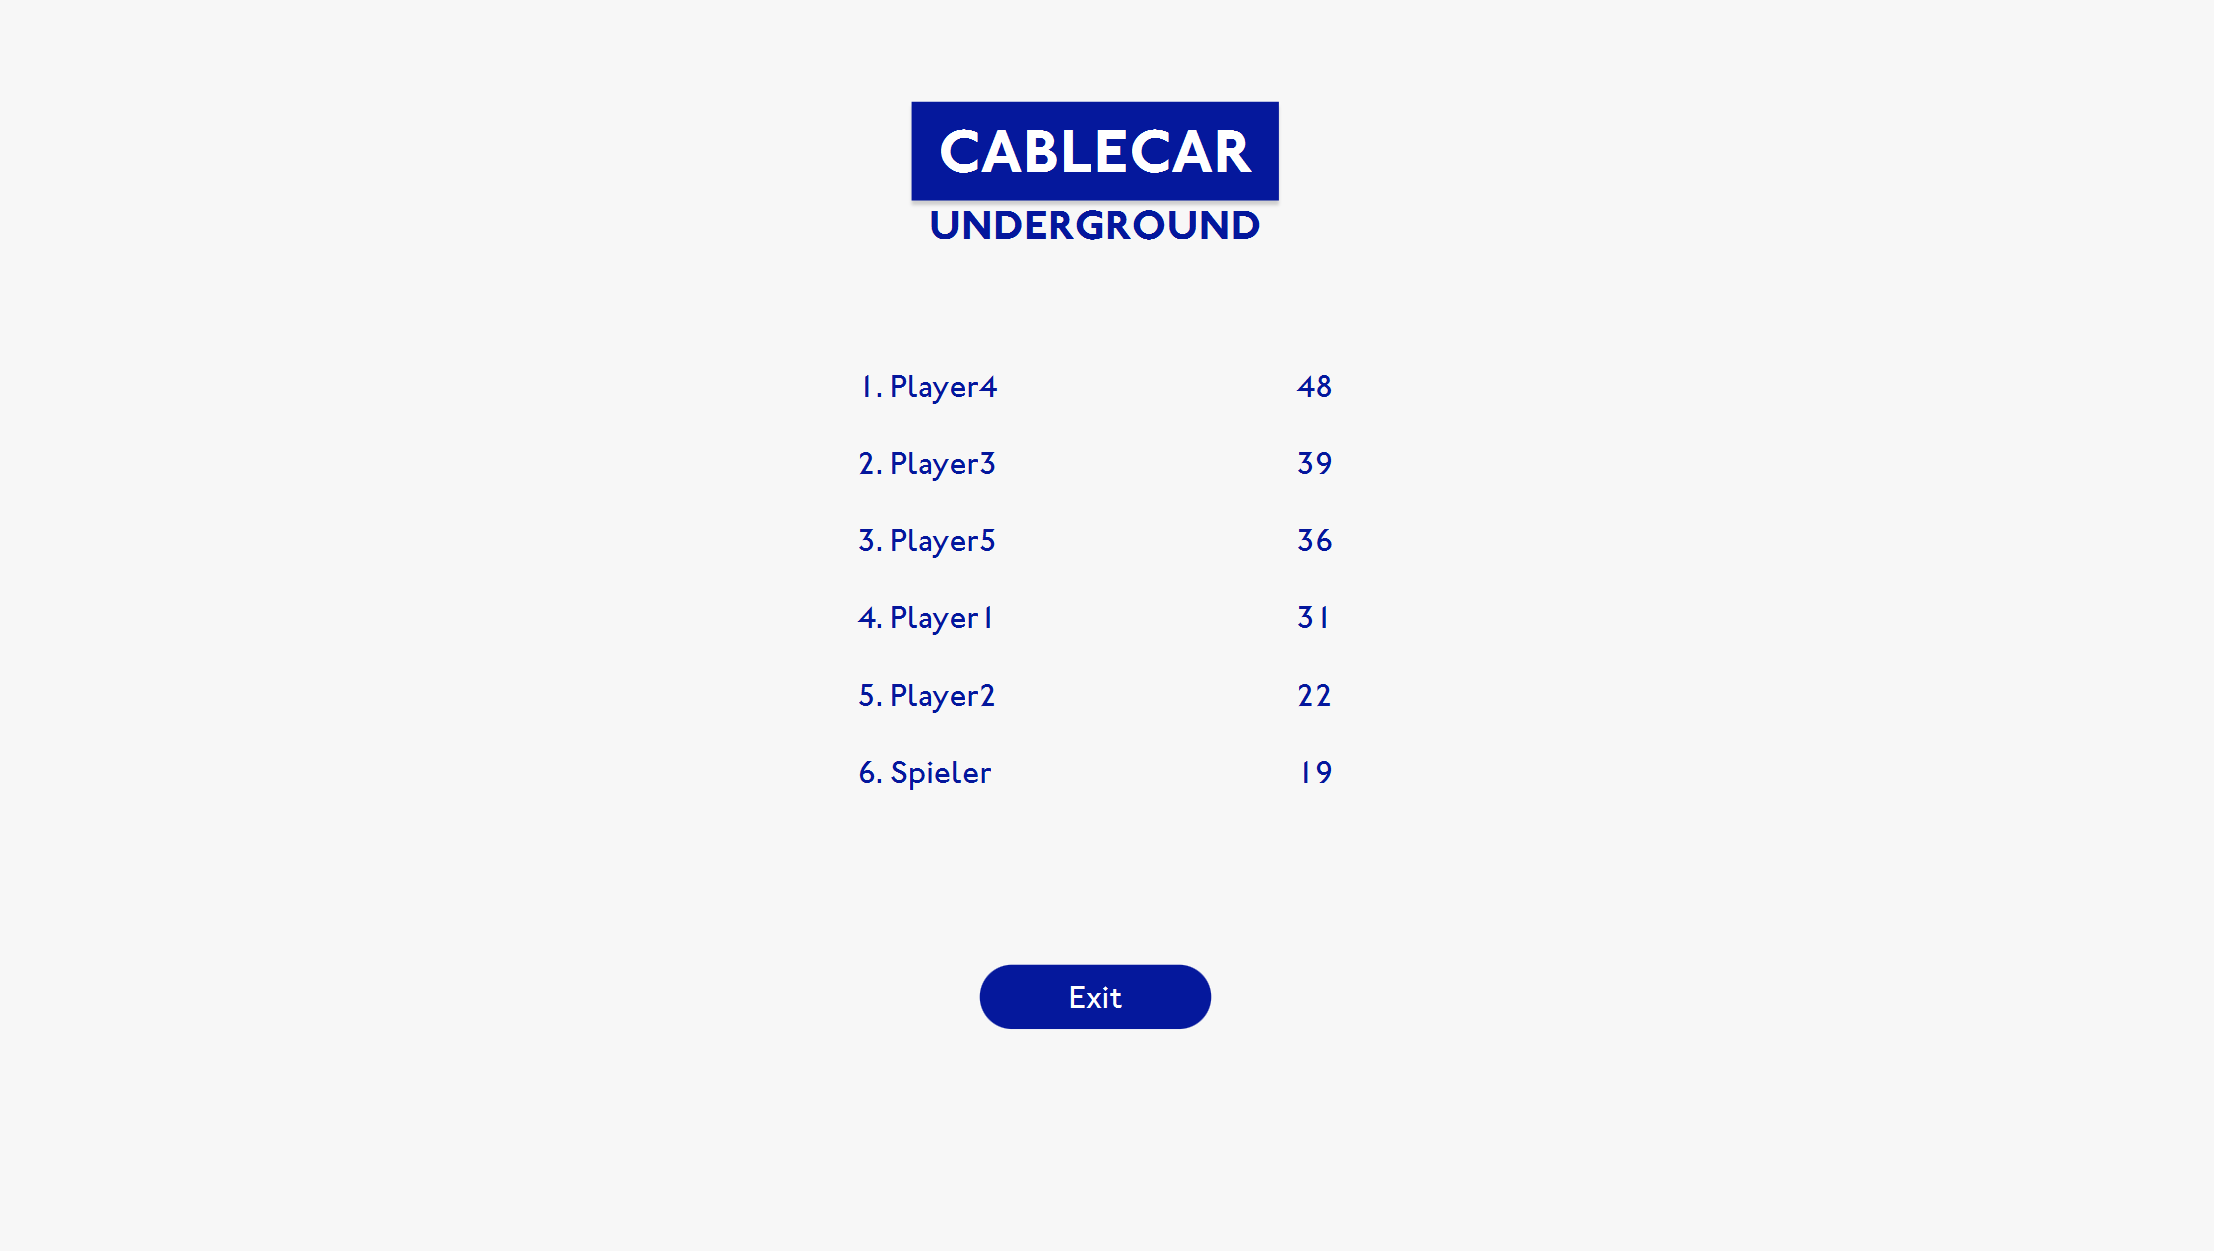 CABLECAR
UNDERGROUND
1. Player4 48
2. Player3 39
3. Player5 36
4. Player1 31
5. Player2 22
6. Spieler 19
Exit